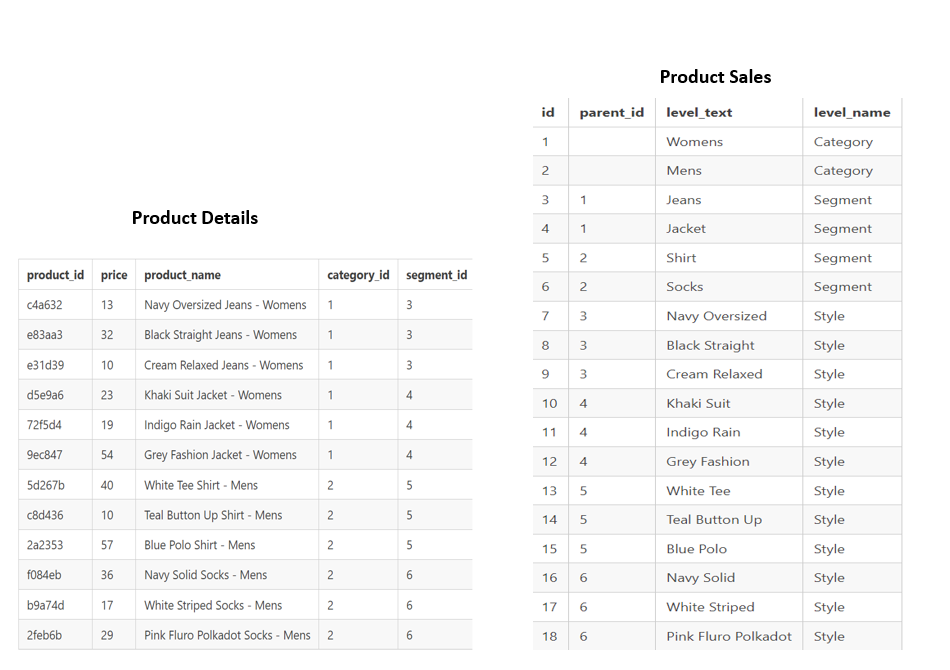 Product Sales
id parent_id level_text level_name
1 Womens Category
2 Mens Category
3 1 Jeans Segment
4 1 Jacket Segment
5 2 Shirt Segment
6 2 Socks Segment
7 3 Navy Oversized Style
8 3 Black Straight Style
9 3 Cream Relaxed Style
10 4 Khaki Suit Style
11 4 Indigo Rain Style
12 4 Grey Fashion Style
13 5 White Tee Style
14 5 Teal Button Up Style
15 5 Blue Polo Style
16 6 Navy Solid Style
17 6 White Striped Style
18 6 Pink Fluro Polkadot Style
Product Details
product_id price product_name category_id segment_id
c4a632 13 Navy Oversized Jeans - Womens 1 3
e83aa3 32 Black Straight Jeans - Womens 1 3
e31d39 10 Cream Relaxed Jeans - Womens 1 3
d5e9a6 23 Khaki Suit Jacket - Womens 1 4
72f5d4 19 Indigo Rain Jacket - Womens 1 4
9ec847 54 Grey Fashion Jacket - Womens 1 4
5d267b 40 White Tee Shirt - Mens 2 5
c8d436 10 Teal Button Up Shirt - Mens 2 5
2a2353 57 Blue Polo Shirt - Mens 2 5
f084eb 36 Navy Solid Socks - Mens 2 6
b9a74d 17 White Striped Socks - Mens 2 6
2feb6b 29 Pink Fluro Polkadot Socks - Mens 2 6